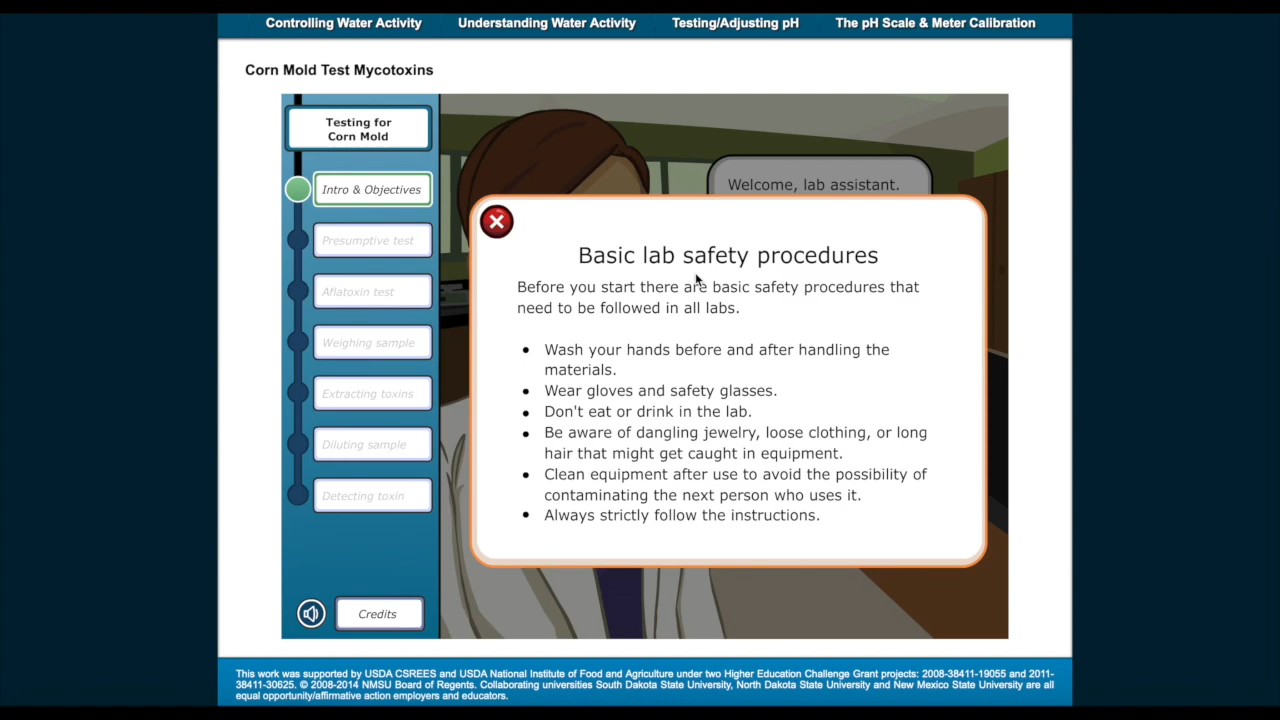 Controlling Water Activity Understanding Water Activity Testing/Adjusting pH The pH Scale & Meter Calibration
Corn Mold Test Mycotoxins
Testing for
Corn Mold
Intro & Objectives
Presumptive test
Aflatoxin test
Weighing sample
Extracting toxins
Diluting sample
Detecting toxin
Credits
Welcome, lab assistant.
Basic lab safety procedures
Before you start there are basic safety procedures that
need to be followed in all labs.
• Wash your hands before and after handling the
materials.
• Wear gloves and safety glasses.
• Don't eat or drink in the lab.
• Be aware of dangling jewelry, loose clothing, or long
hair that might get caught in equipment.
• Clean equipment after use to avoid the possibility of
contaminating the next person who uses it.
• Always strictly follow the instructions.
This work was supported by USDA CSREES and USDA National Institute of Food and Agriculture under two Higher Education Challenge Grant projects: 2008-38411-19055 and 2011-
38411-30625. © 2008-2014 NMSU Board of Regents. Collaborating universities South Dakota State University, North Dakota State University and New Mexico State University are all
equal opportunity/affirmative action employers and educators.